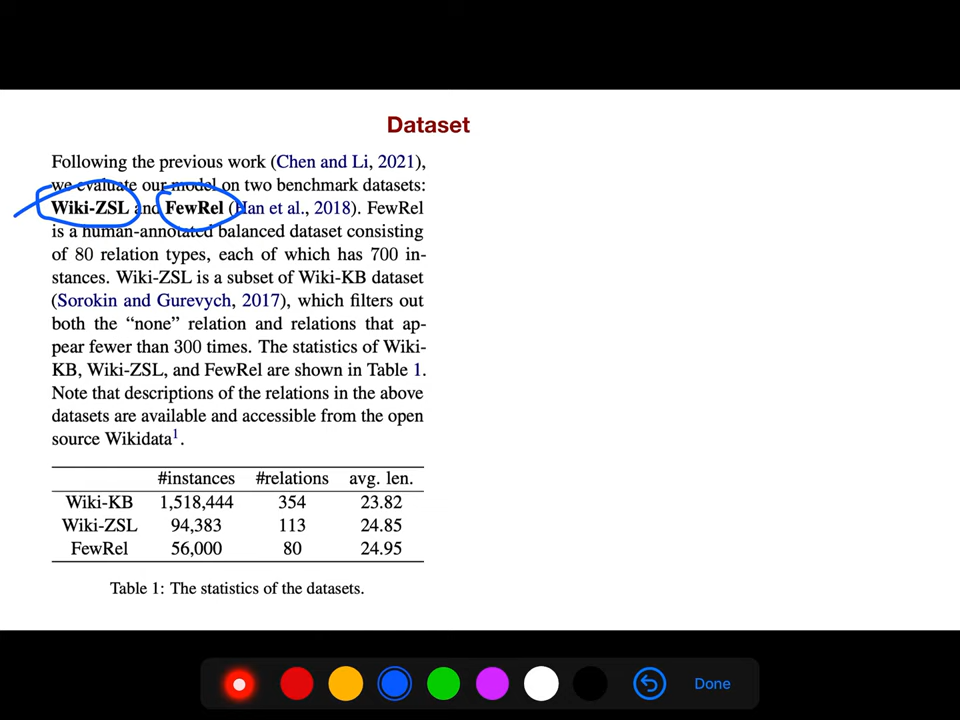 Dataset
Following the previous work (Chen and Li, 2021),
we evaluate our model on two benchmark datasets:
Wiki-ZSL and FewRel (Han et al., 2018). FewRel
is a human-annotated balanced dataset consisting
of 80 relation types, each of which has 700 in-
stances. Wiki-ZSL is a subset of Wiki-KB dataset
(Sorokin and Gurevych, 2017), which filters out
both the “none” relation and relations that ap-
pear fewer than 300 times. The statistics of Wiki-
KB, Wiki-ZSL, and FewRel are shown in Table 1.
Note that descriptions of the relations in the above
datasets are available and accessible from the open
source Wikidata1.
#instances #relations avg. len.
Wiki-KB 1,518,444 354 23.82
Wiki-ZSL 94,383 113 24.85
FewRel 56,000 80 24.95
Table 1: The statistics of the datasets.
Done